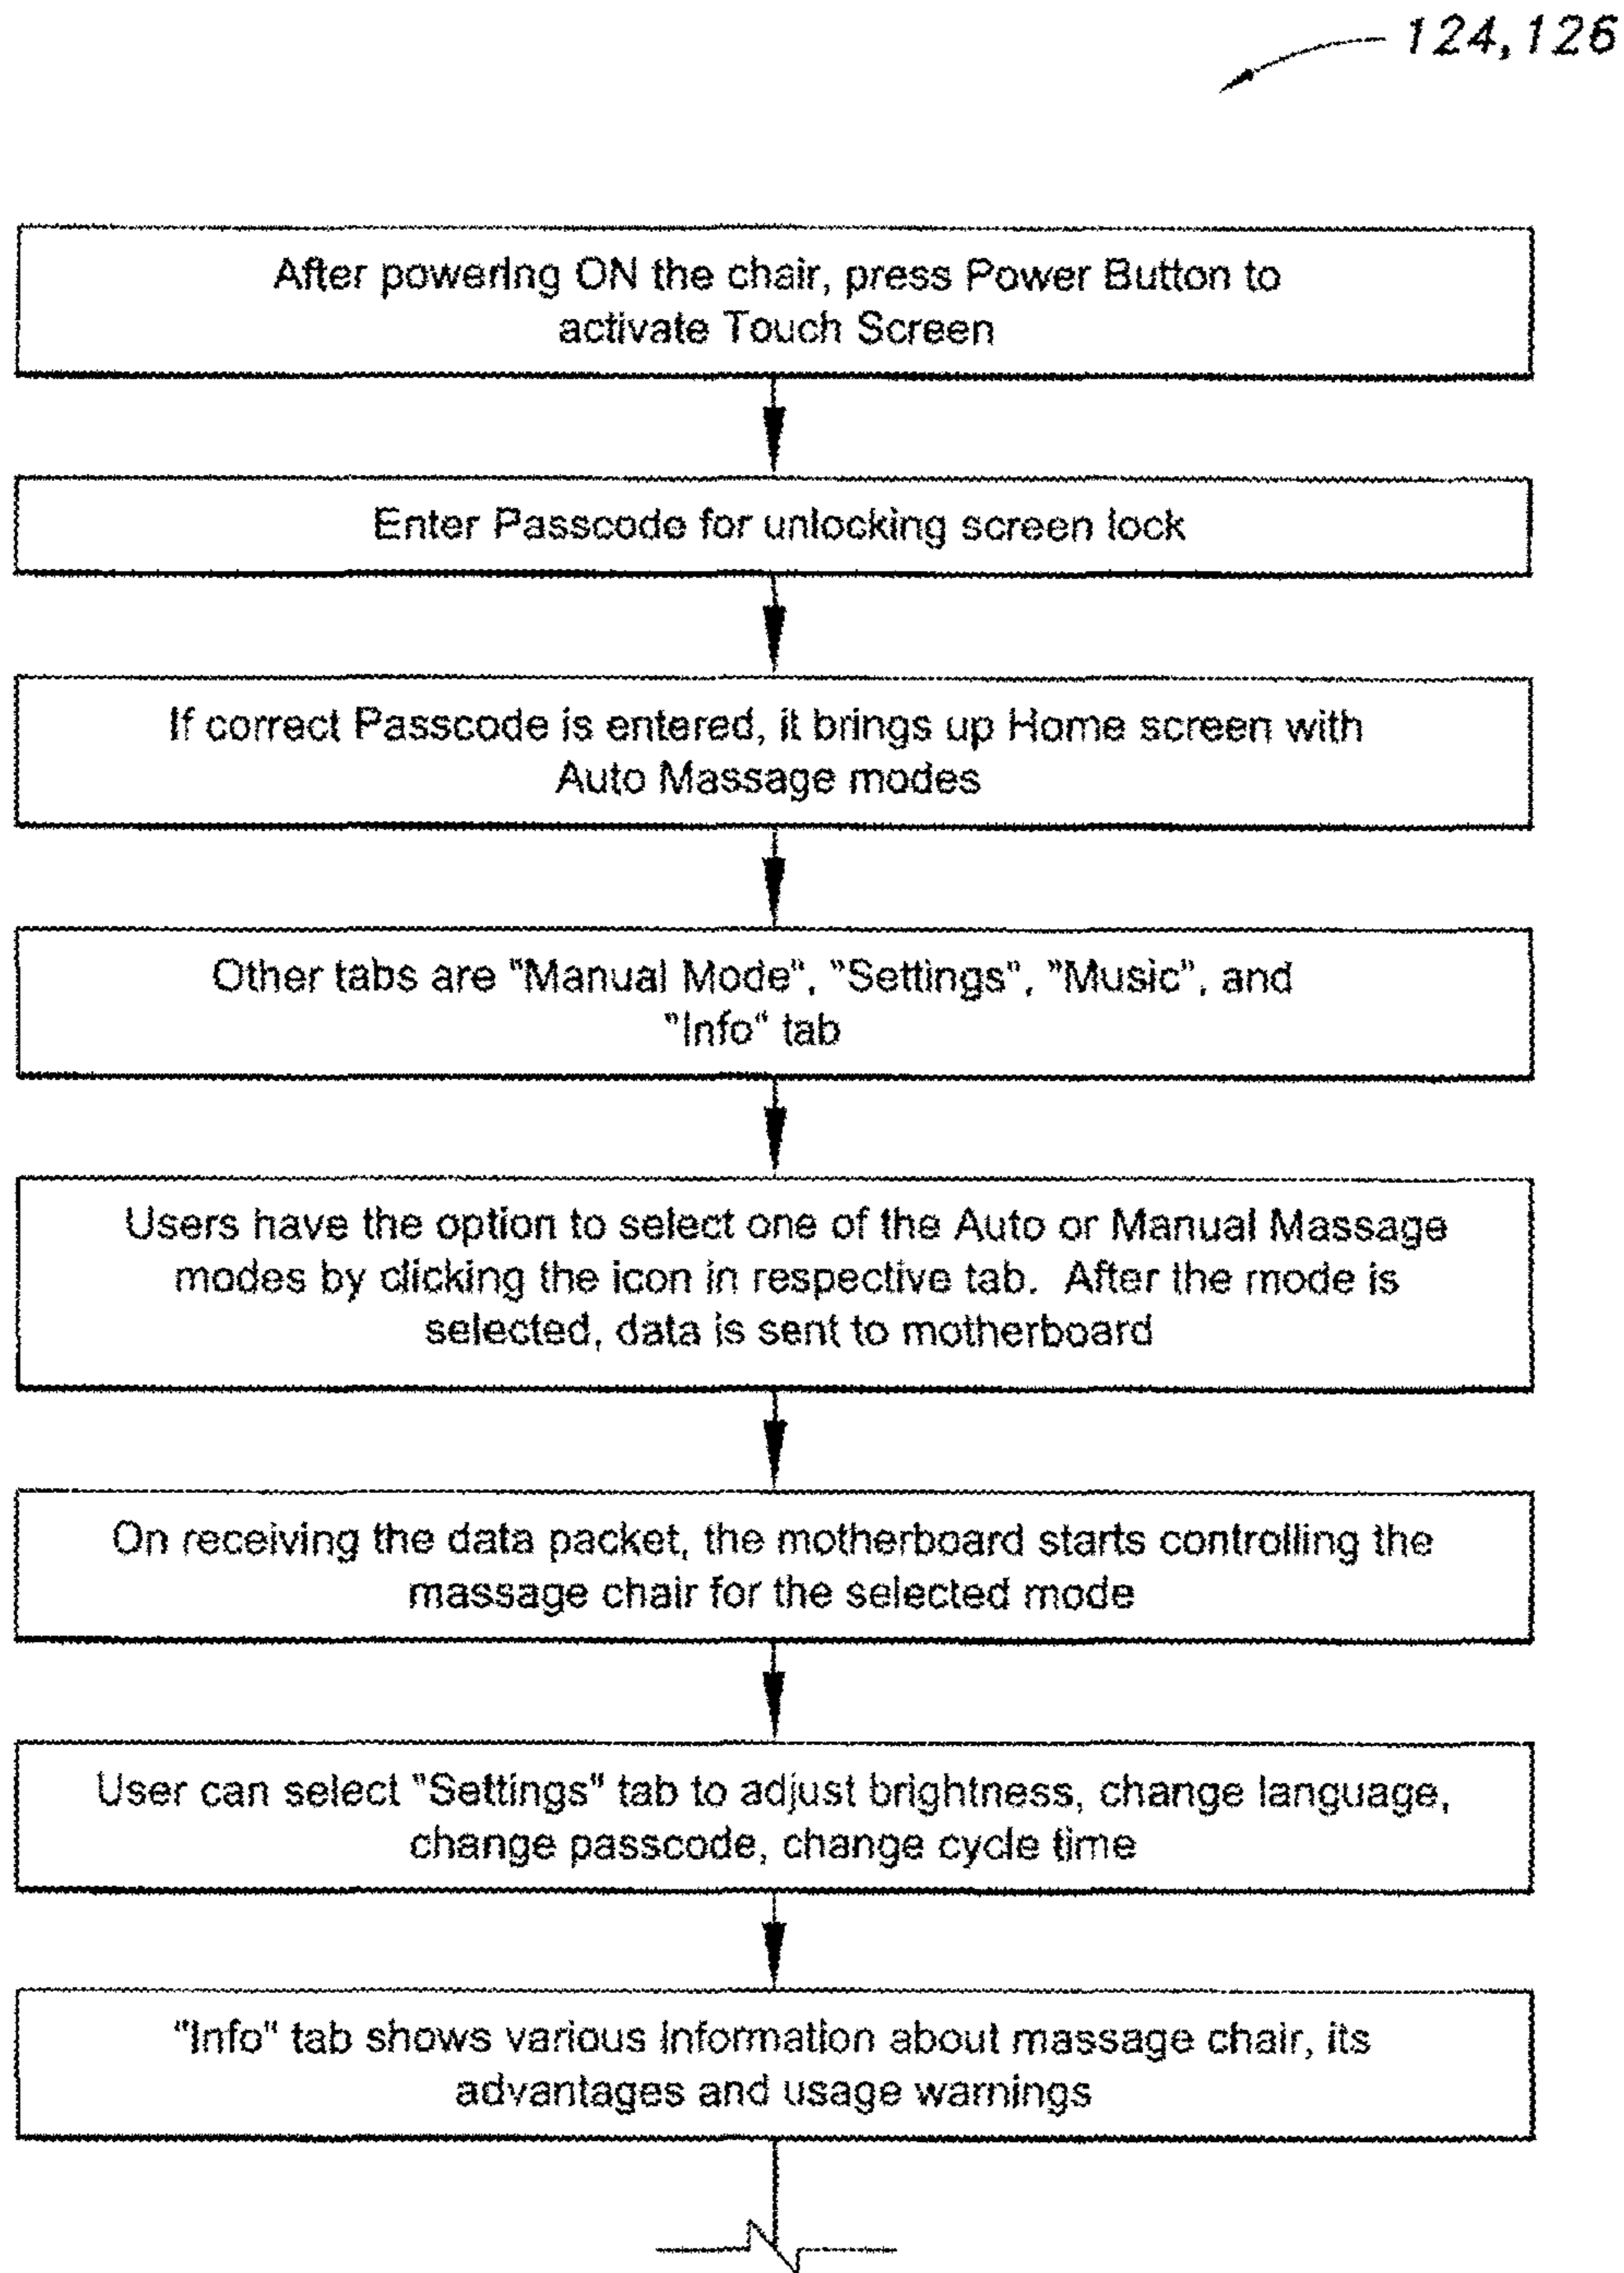 124, 126
After powering ON the chair, press Power Button to
activate Touch Screen
Enter Passcode for unlocking screen lock
If correct Passcode is entered, it brings up Home screen with
Auto Massage modes
Other tabs are "Manual Mode", "Settings", "Music", and
"Info" tab
Users have the option to select one of the Auto or Manual Massage
modes by clicking the icon in respective tab. After the mode is
selected, data is sent to motherboard
On receiving the data packet, the motherboard starts controlling the
massage chair for the selected mode
User can select "Settings" tab to adjust brightness, change language,
change passcode, change cycle time
"Info" tab shows various information about massage chair, its
advantages and usage warnings